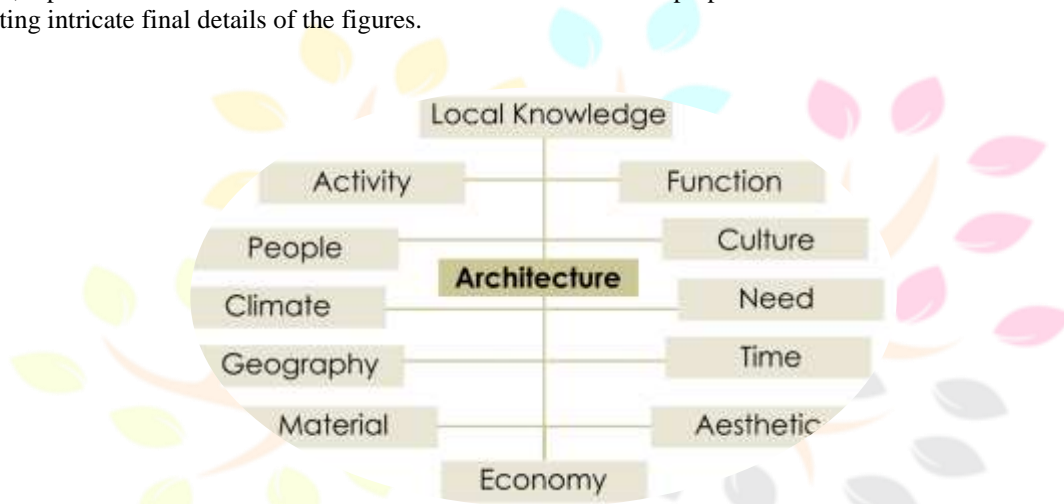 ting intricate final details of the figures.
Local Knowledge
Activity
Function
People
Culture
Architecture
Climate
Need
Geography
Time
Material
Aesthetic
Economy